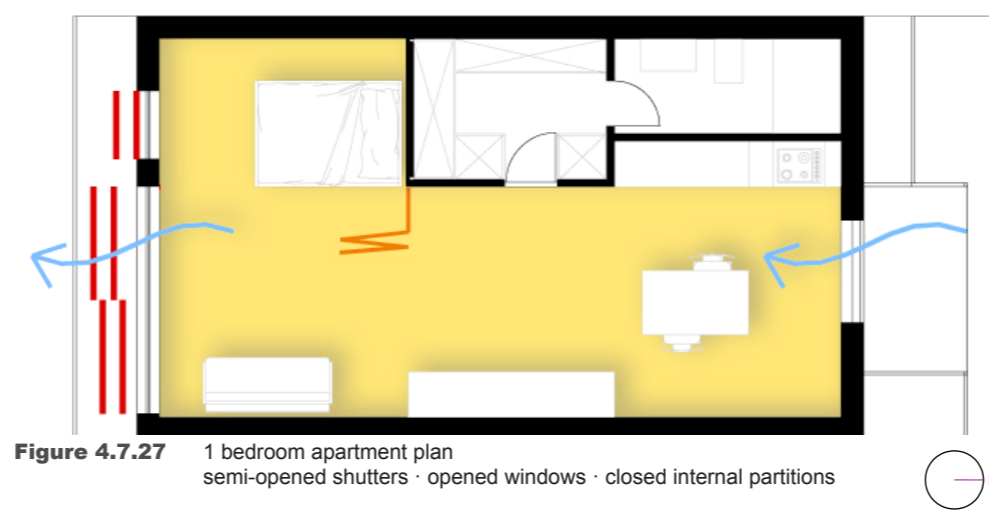 Figure 4.7.27 1 bedroom apartment plan
semi-opened shutters · opened windows · closed internal partitions